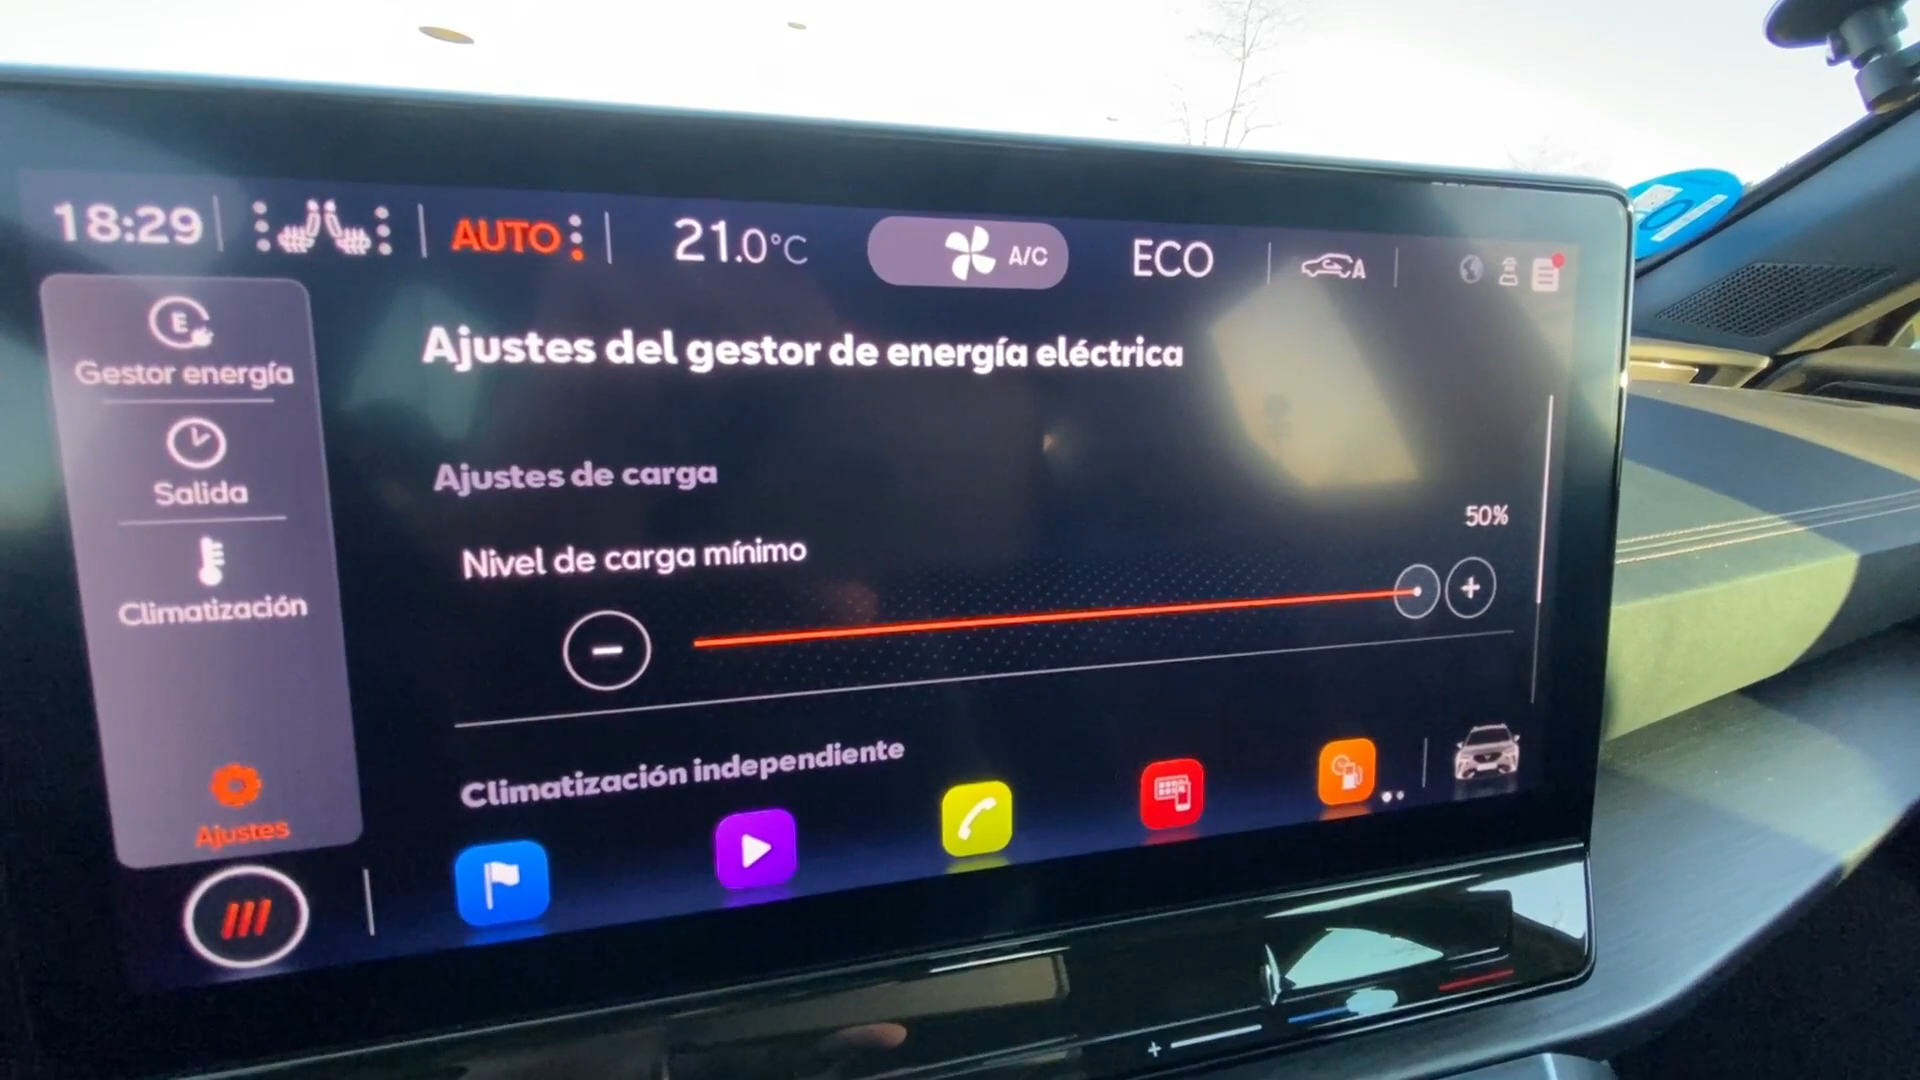 18:29
AUTO
21.0°C
A/C
ECO
A
E
Gestor energía
Salida
Climatización
Ajustes
Ajustes del gestor de energía eléctrica
Ajustes de carga
50%
Nivel de carga mínimo
− +
Climatización independiente
+